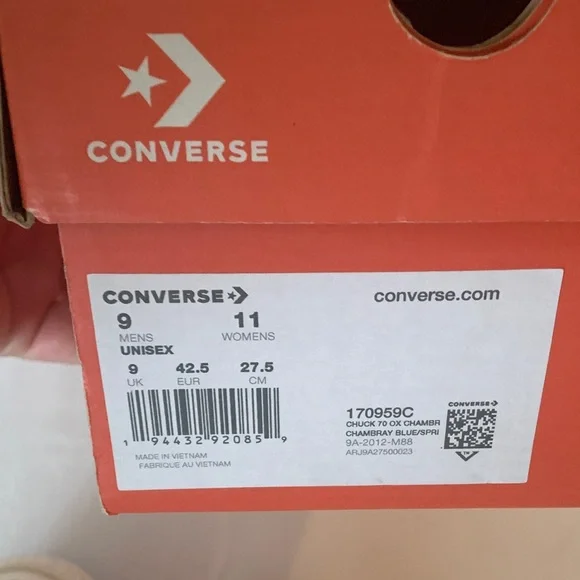 CONVERSE
CONVERSE
converse.com
9 11
MENS WOMENS
UNISEX
9 42.5 27.5
UK EUR CM
1 94432 92085 9
MADE IN VIETNAM
FABRIQUE AU VIETNAM
170959C
CHUCK 70 OX CHAMBR
CHAMBRAY BLUE/SPRI
9A-2012-M88
ARJ9A27500023
CONVERSE